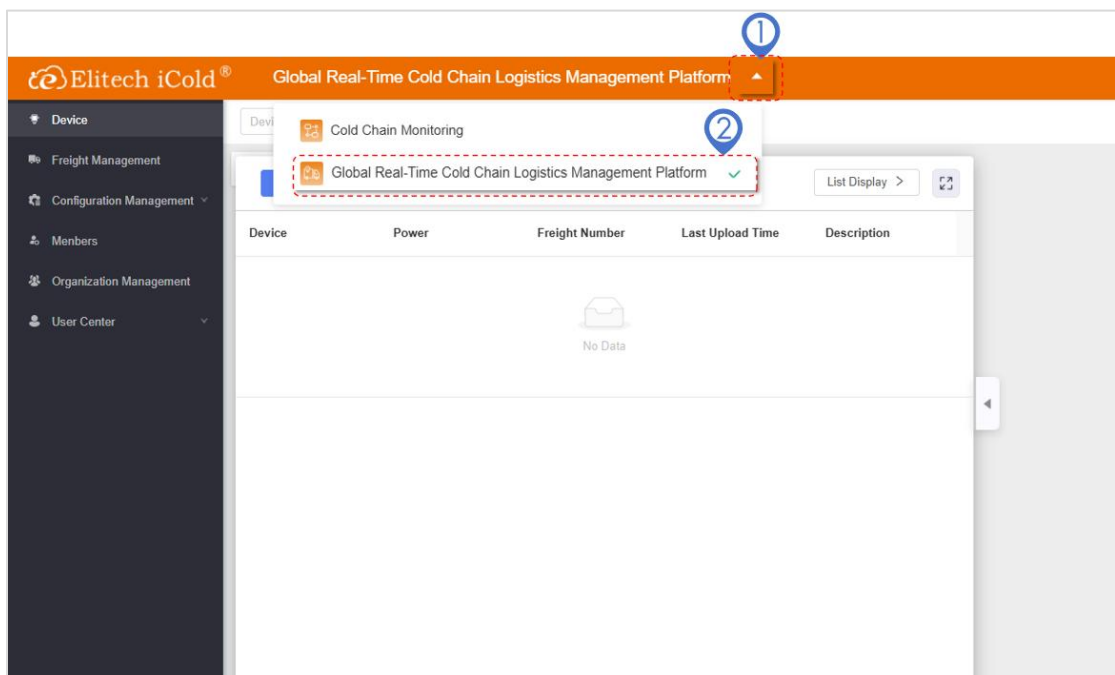 1
Elitech iCold® Global Real-Time Cold Chain Logistics Management Platform
Device
Devi
Cold Chain Monitoring
2
Freight Management
Global Real-Time Cold Chain Logistics Management Platform
List Display >
Configuration Management
Menbers
Device Power Freight Number Last Upload Time Description
Organization Management
User Center
No Data